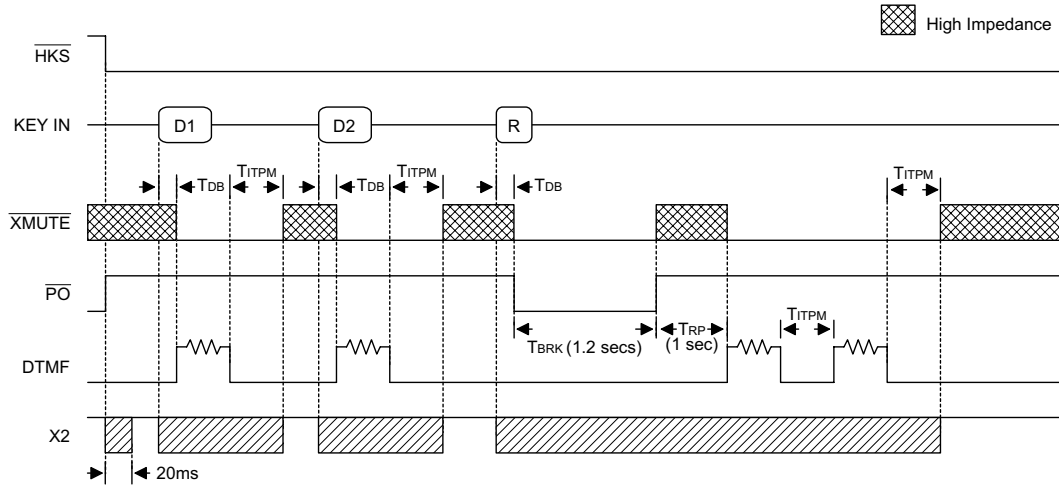 High Impedance
HKS
KEY IN D1 D2 R
TDB TITPM TDB TITPM TDB TITPM
XMUTE
PO
TBRK (1.2 secs) TRP (1 sec) TITPM
DTMF
X2
20ms